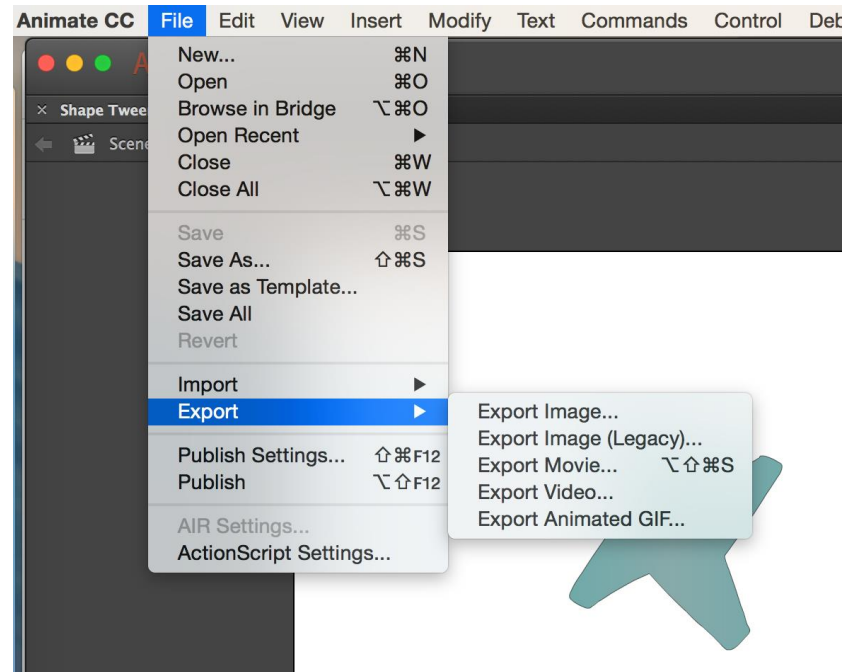 Animate CC File Edit View Insert Modify Text Commands Control
× Shape Twee
Scene
New... ⌘N
Open ⌘O
Browse in Bridge ⌥⌘O
Open Recent ▶
Close ⌘W
Close All ⌥⌘W
Save ⌘S
Save As... ⇧⌘S
Save as Template...
Save All
Revert
Import ▶
Export ▶
Publish Settings... ⇧⌘F12
Publish ⌥⇧F12
AIR Settings...
ActionScript Settings...
Export Image...
Export Image (Legacy)...
Export Movie... ⌥⇧⌘S
Export Video...
Export Animated GIF...